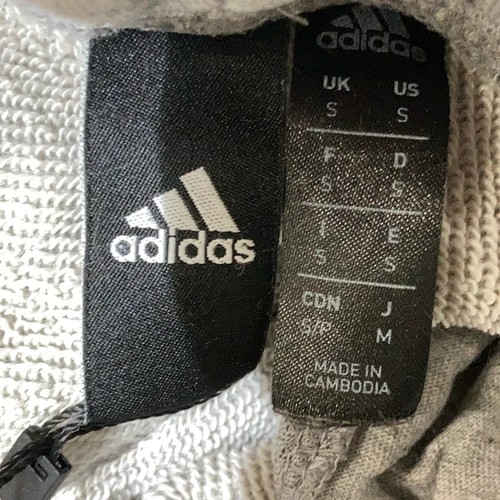 adidas
adidas
UK US
S S
F D
S S
I E
S S
CDN J
S/P M
MADE IN
CAMBODIA